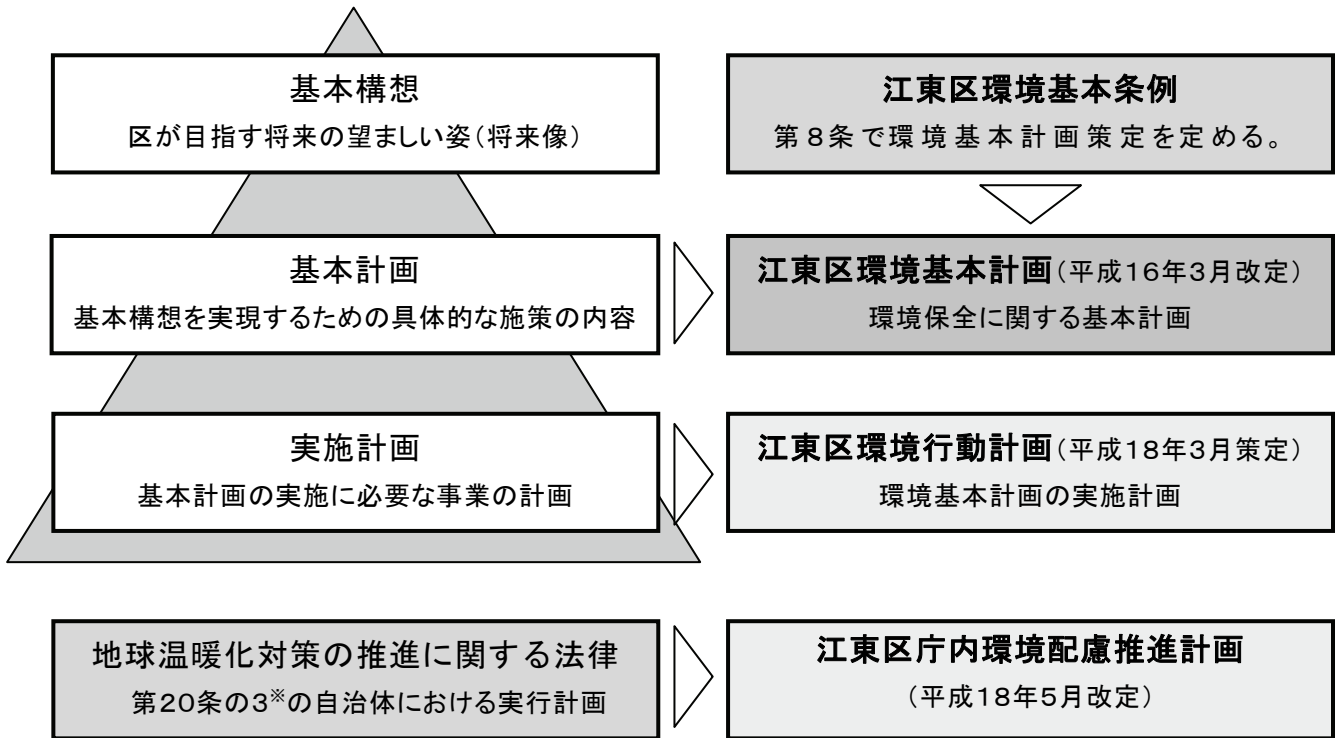 基本構想
区が目指す将来の望ましい姿(将来像)
江東区環境基本条例
第8条で環境基本計画策定を定める。
基本計画
基本構想を実現するための具体的な施策の内容
江東区環境基本計画(平成16年3月改定)
環境保全に関する基本計画
実施計画
基本計画の実施に必要な事業の計画
江東区環境行動計画(平成18年3月策定)
環境基本計画の実施計画
地球温暖化対策の推進に関する法律
第20条の3※の自治体における実行計画
江東区庁内環境配慮推進計画
(平成18年5月改定)